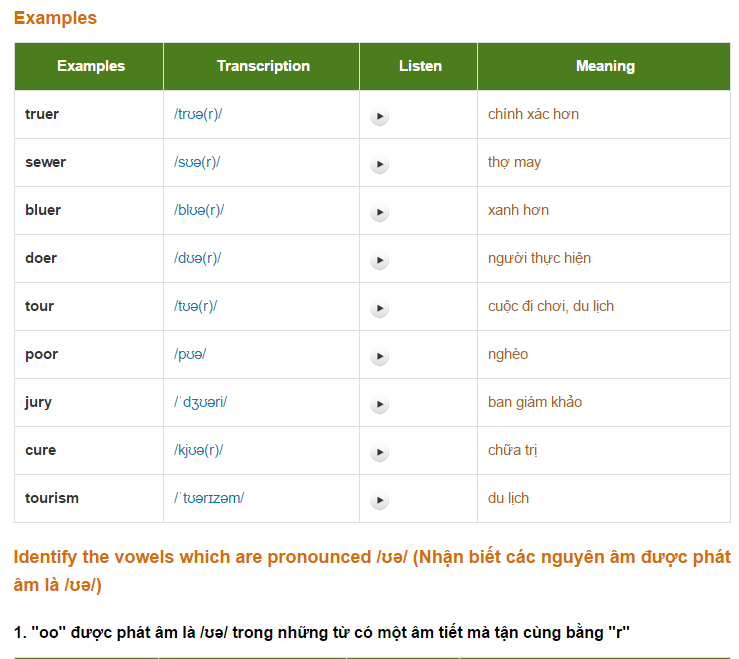 Examples
Examples Transcription Listen Meaning
truer /trʊə(r)/ chính xác hơn
sewer /sʊə(r)/ thợ may
bluer /blʊə(r)/ xanh hơn
doer /dʊə(r)/ người thực hiện
tour /tʊə(r)/ cuộc đi chơi, du lịch
poor /pʊə/ nghèo
jury /ˈdʒʊəri/ ban giám khảo
cure /kjʊə(r)/ chữa trị
tourism /ˈtʊərɪzəm/ du lịch
Identify the vowels which are pronounced /ʊə/ (Nhận biết các nguyên âm được phát
âm là /ʊə/)
1. "oo" được phát âm là /ʊə/ trong những từ có một âm tiết mà tận cùng bằng "r"